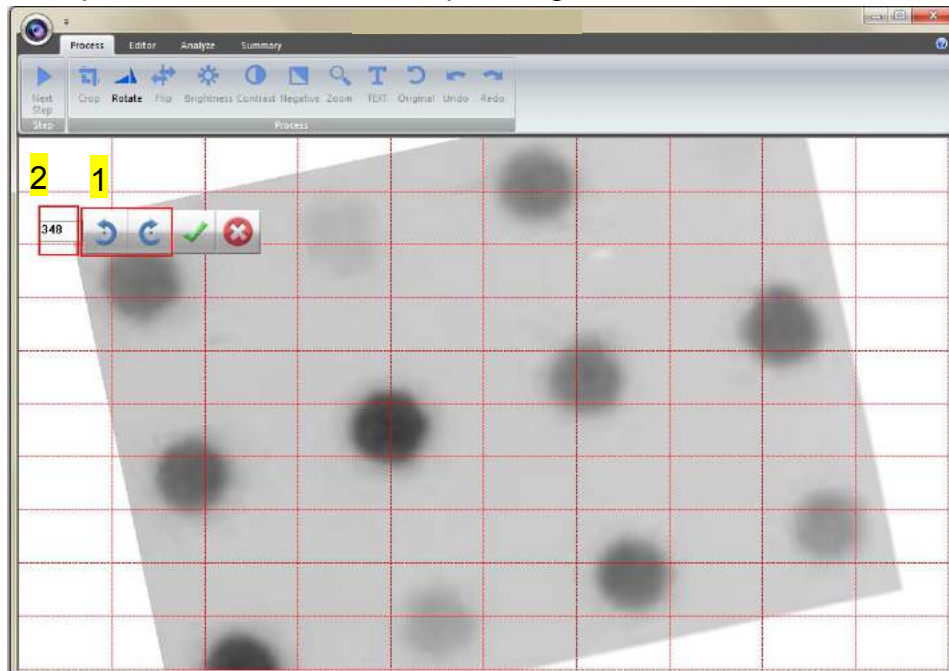 Process Editor Analyze Summary
Next Step Crop Rotate Flip Brightness Contrast Negative Zoom TEXT Original Undo Redo
Step Process
2 1
348